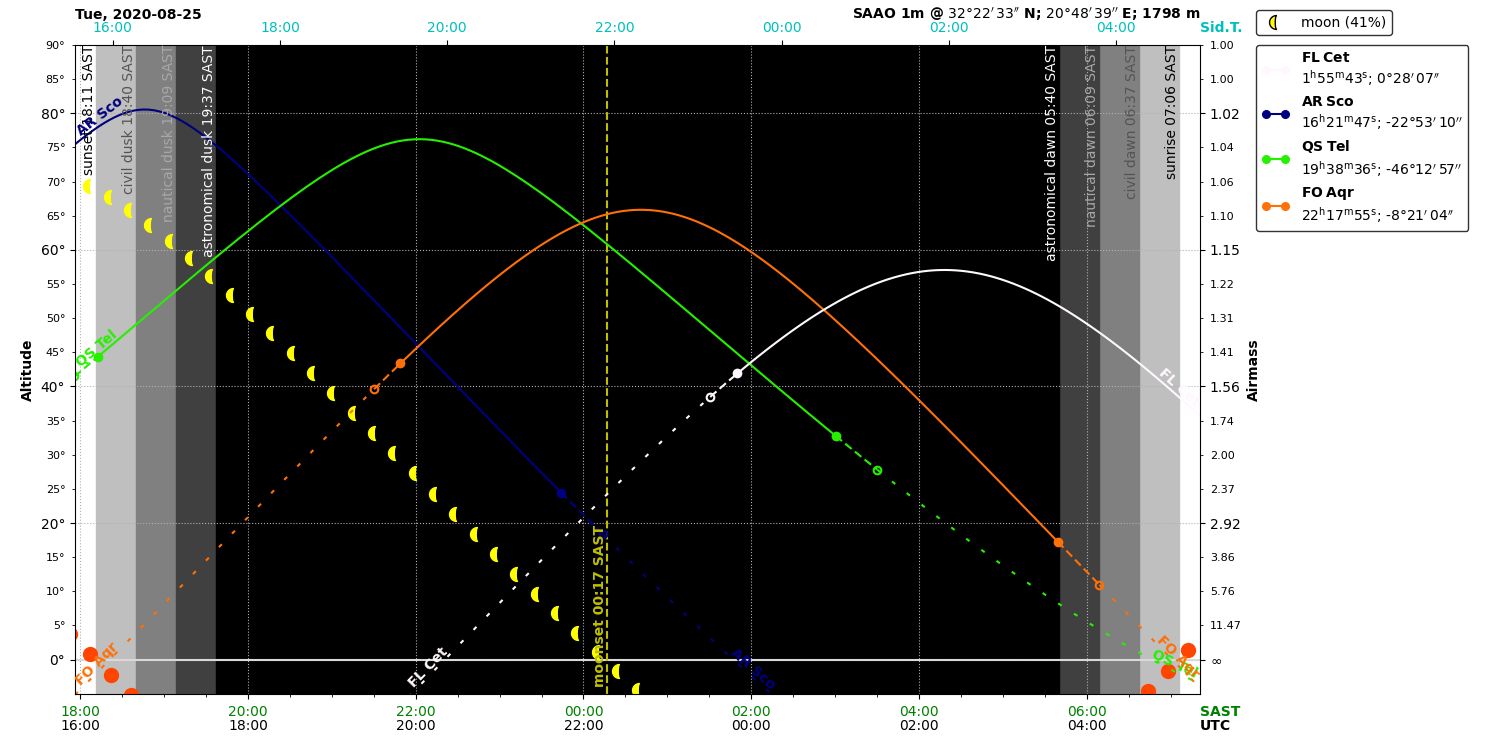 Tue, 2020-08-25
SAAO 1m @ 32°22′33″ N; 20°48′39″ E; 1798 m
16:00 18:00 20:00 22:00 00:00 02:00 04:00 Sid.T.
moon (41%)
FL Cet
1ʰ55ᵐ43ˢ; 0°28′07″
AR Sco
16ʰ21ᵐ47ˢ; -22°53′10″
QS Tel
19ʰ38ᵐ36ˢ; -46°12′57″
FO Aqr
22ʰ17ᵐ55ˢ; -8°21′04″
Altitude
90°
85°
80°
75°
70°
65°
60°
55°
50°
45°
40°
35°
30°
25°
20°
15°
10°
5°
0°
sunset 18:11 SAST
civil dusk 18:40 SAST
nautical dusk 19:09 SAST
astronomical dusk 19:37 SAST
moonset 00:17 SAST
astronomical dawn 05:40 SAST
nautical dawn 06:09 SAST
civil dawn 06:37 SAST
sunrise 07:06 SAST
AR Sco
QS Tel
FO Aqr
FL Cet
AR Sco
FL
FO Aqr
QS
1.00
1.00
1.02
1.04
1.06
1.10
1.15
1.22
1.31
1.41
1.56
1.74
2.00
2.37
2.92
3.86
5.76
11.47
∞
Airmass
18:00 20:00 22:00 00:00 02:00 04:00 06:00 SAST
16:00 18:00 20:00 22:00 00:00 02:00 04:00 UTC